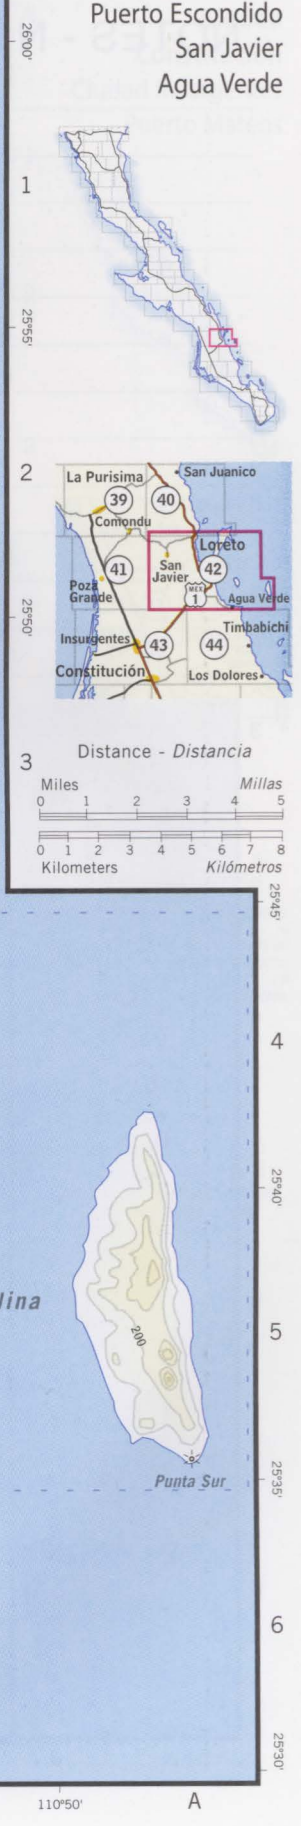 Puerto Escondido
San Javier
Agua Verde
26°00'
1
25°55'
2
La Purisima
San Juanico
39
40
Comondu
Loreto
41
San
Javier
42
Poza
Grande
MEX
1
Agua Verde
Timbabichi
Insurgentes
43
44
Constitución
Los Dolores
25°50'
3
Distance - Distancia
Miles Millas
0 1 2 3 4 5
0 1 2 3 4 5 6 7 8
Kilometers Kilómetros
25°45'
4
25°40'
lina
200
5
Punta Sur
25°35'
6
25°30'
110°50'
A